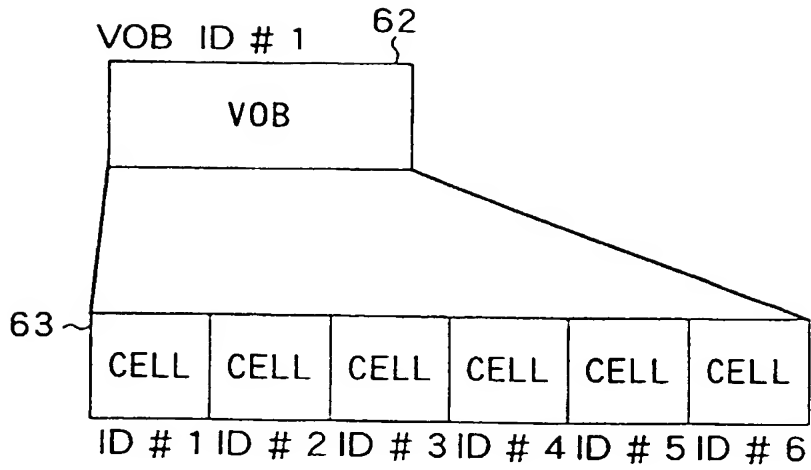 VOB ID # 1 62
VOB
63 CELL CELL CELL CELL CELL CELL
ID # 1 ID # 2 ID # 3 ID # 4 ID # 5 ID # 6